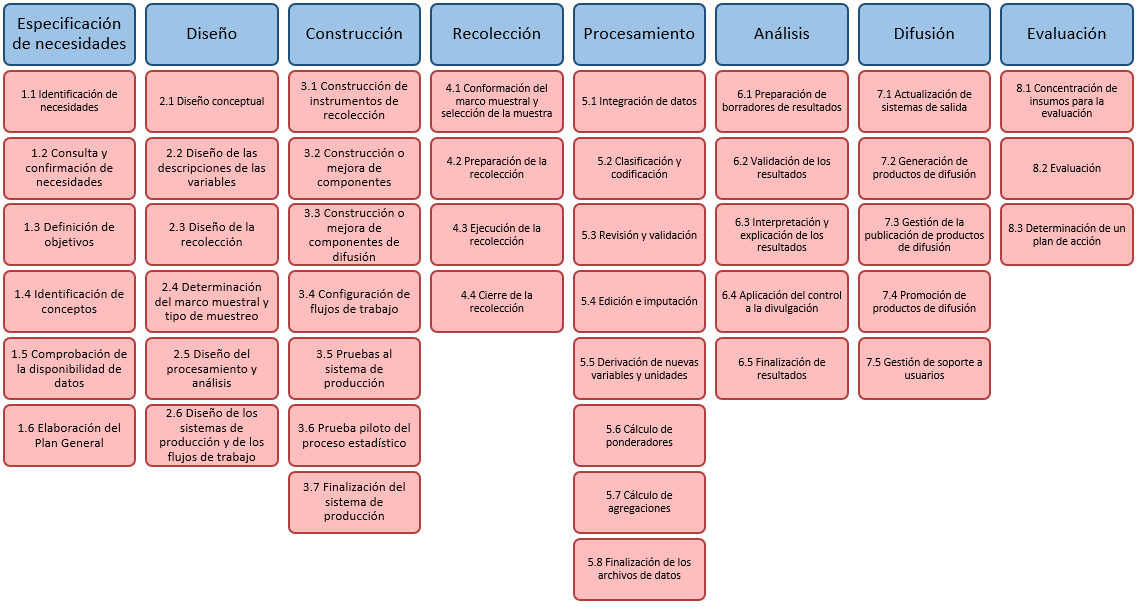 Especificación
de necesidades
1.1 Identificación de
necesidades
1.2 Consulta y
confirmación de
necesidades
1.3 Definición de
objetivos
1.4 Identificación de
conceptos
1.5 Comprobación de
la disponibilidad de
datos
1.6 Elaboración del
Plan General
Diseño
2.1 Diseño conceptual
2.2 Diseño de las
descripciones de las
variables
2.3 Diseño de la
recolección
2.4 Determinación
del marco muestral y
tipo de muestreo
2.5 Diseño del
procesamiento y
análisis
2.6 Diseño de los
sistemas de
producción y de los
flujos de trabajo
Construcción
3.1 Construcción de
instrumentos de
recolección
3.2 Construcción o
mejora de
componentes
3.3 Construcción o
mejora de
componentes de
difusión
3.4 Configuración de
flujos de trabajo
3.5 Pruebas al
sistema de
producción
3.6 Prueba piloto del
proceso estadístico
3.7 Finalización del
sistema de
producción
Recolección
4.1 Conformación del
marco muestral y
selección de la muestra
4.2 Preparación de la
recolección
4.3 Ejecución de la
recolección
4.4 Cierre de la
recolección
Procesamiento
5.1 Integración de datos
5.2 Clasificación y
codificación
5.3 Revisión y validación
5.4 Edición e imputación
5.5 Derivación de nuevas
variables y unidades
5.6 Cálculo de
ponderadores
5.7 Cálculo de
agregaciones
5.8 Finalización de los
archivos de datos
Análisis
6.1 Preparación de
borradores de resultados
6.2 Validación de los
resultados
6.3 Interpretación y
explicación de los
resultados
6.4 Aplicación del control
a la divulgación
6.5 Finalización de
resultados
Difusión
7.1 Actualización de
sistemas de salida
7.2 Generación de
productos de difusión
7.3 Gestión de la
publicación de productos
de difusión
7.4 Promoción de
productos de difusión
7.5 Gestión de soporte a
usuarios
Evaluación
8.1 Concentración de
insumos para la
evaluación
8.2 Evaluación
8.3 Determinación de un
plan de acción